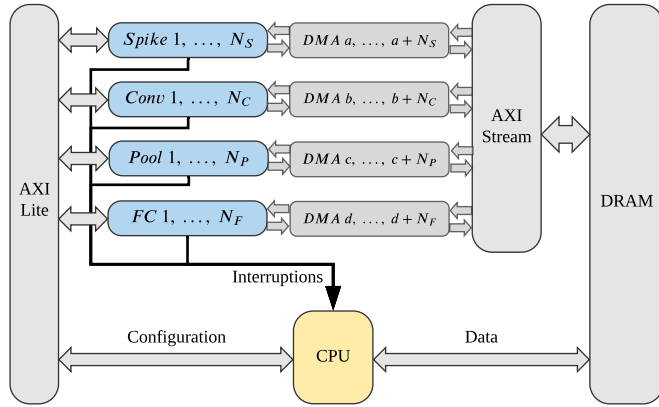 Spike 1, ..., N_S
DMA a, ..., a + N_S
Conv 1, ..., N_C
DMA b, ..., b + N_C
AXI
Stream
Pool 1, ..., N_P
DMA c, ..., c + N_P
AXI
Lite
DRAM
FC 1, ..., N_F
DMA d, ..., d + N_F
Interruptions
Configuration
CPU
Data